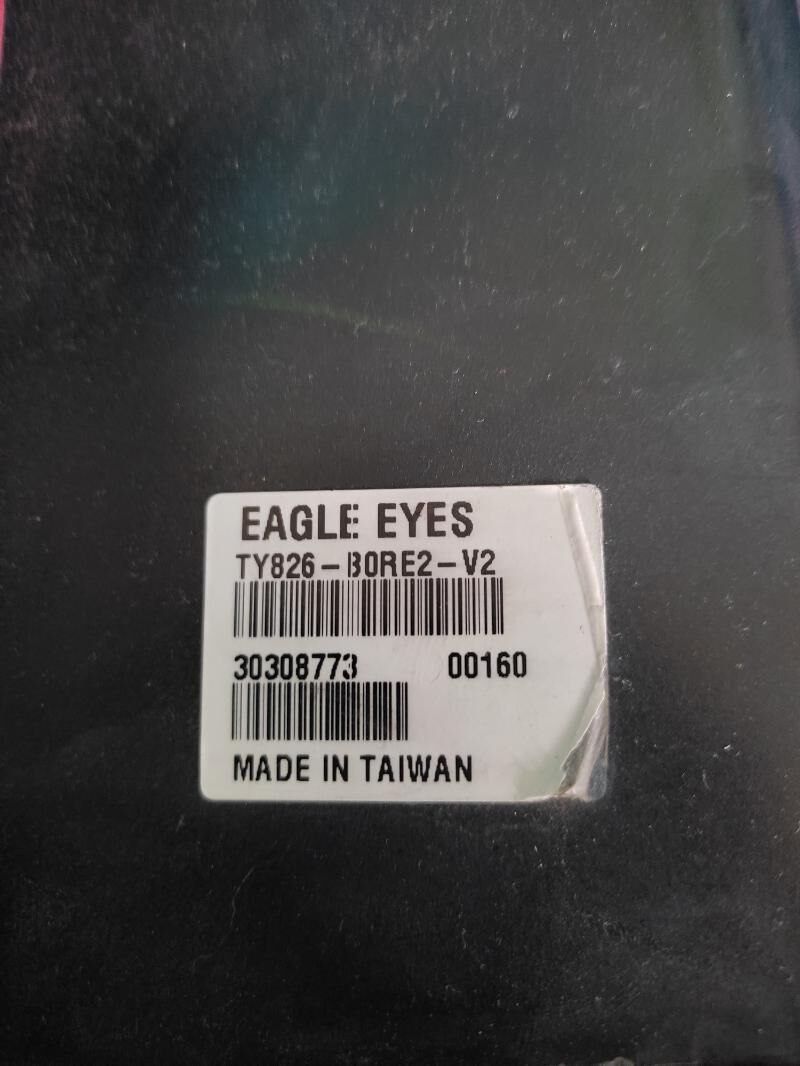 EAGLE EYES
TY826-B0RE2-V2
30308773 00160
MADE IN TAIWAN